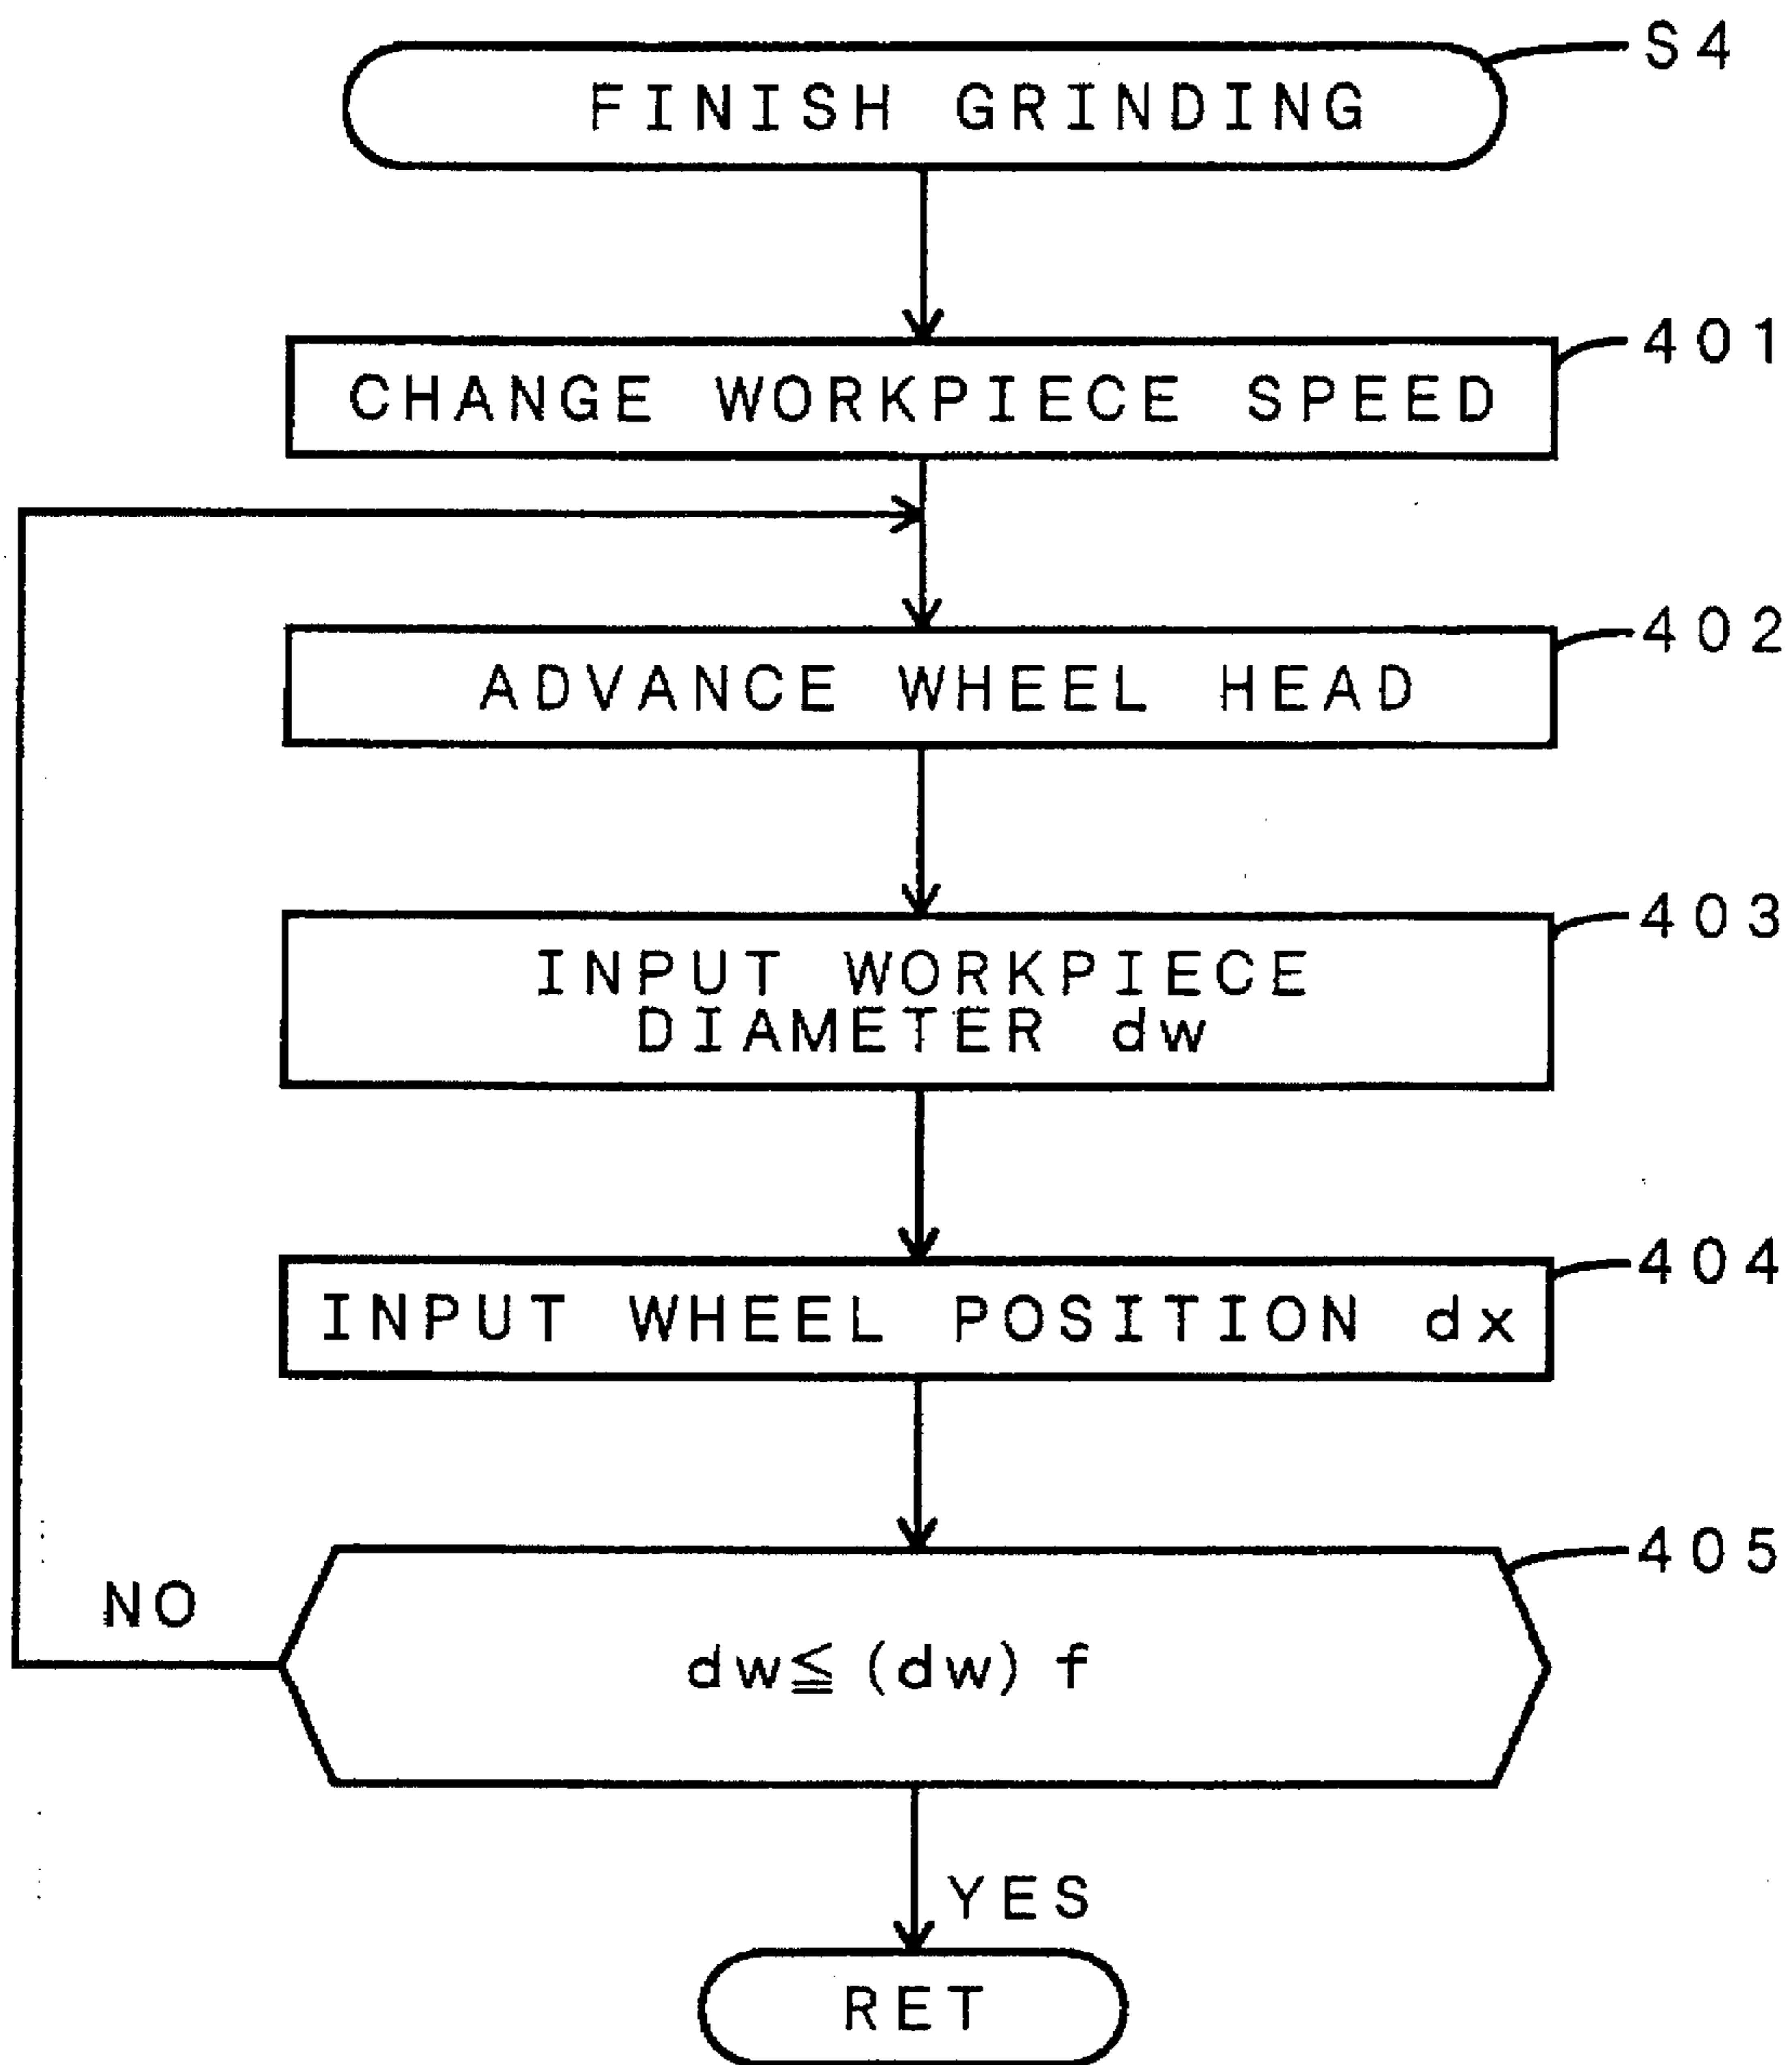 S4
FINISH GRINDING
401
CHANGE WORKPIECE SPEED
402
ADVANCE WHEEL HEAD
403
INPUT WORKPIECE
DIAMETER dw
404
INPUT WHEEL POSITION dx
405
NO
dw≦(dw)f
YES
RET